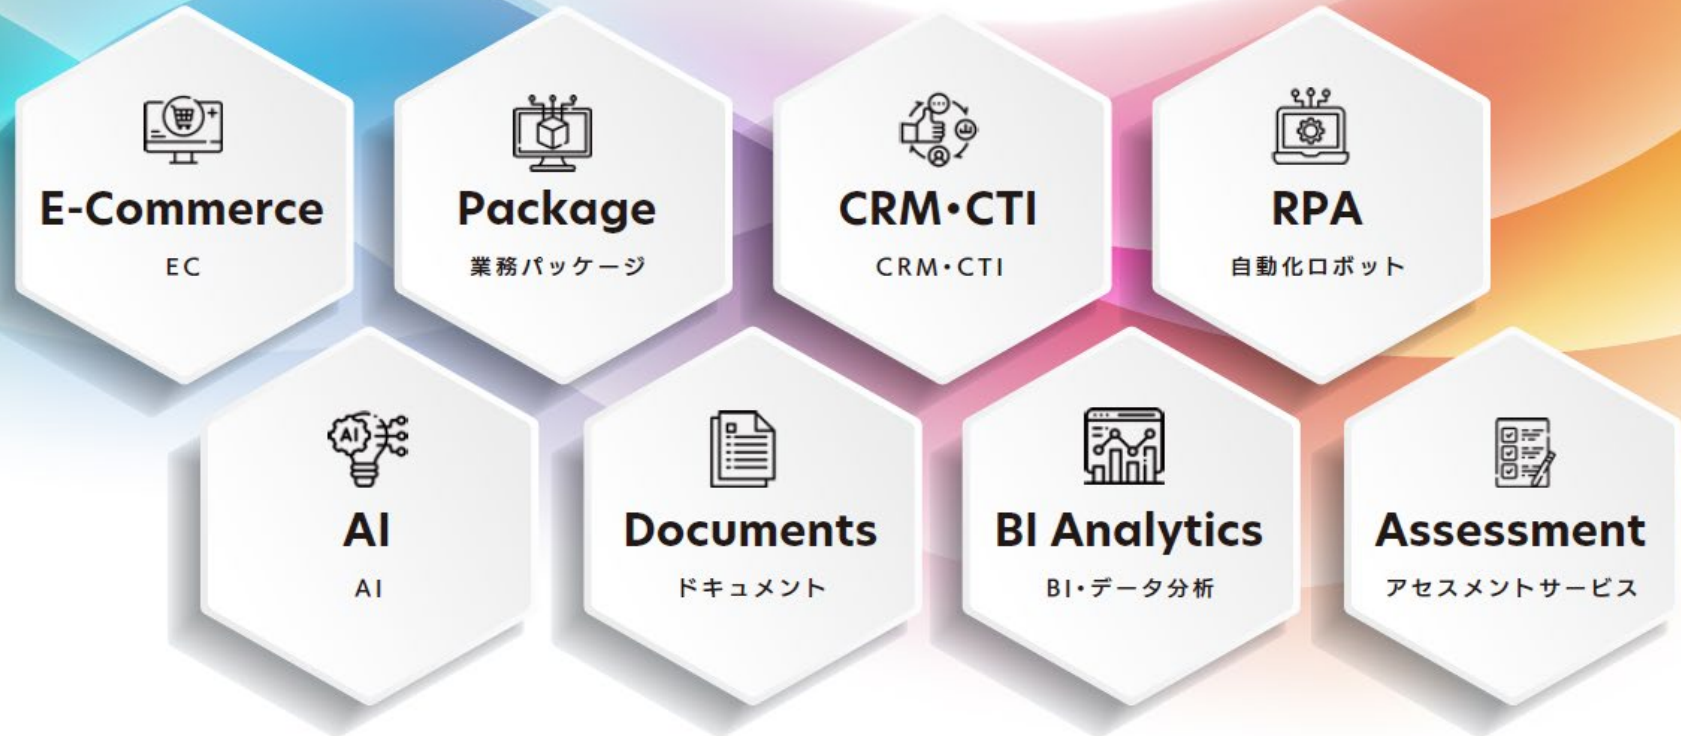 E-Commerce
EC
Package
業務パッケージ
CRM・CTI
CRM・CTI
RPA
自動化ロボット
AI
AI
AI
Documents
ドキュメント
BI Analytics
BI・データ分析
Assessment
アセスメントサービス